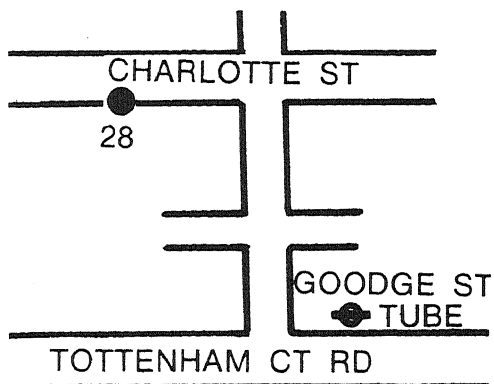 CHARLOTTE ST
28
GOODGE ST
TUBE
TOTTENHAM CT RD